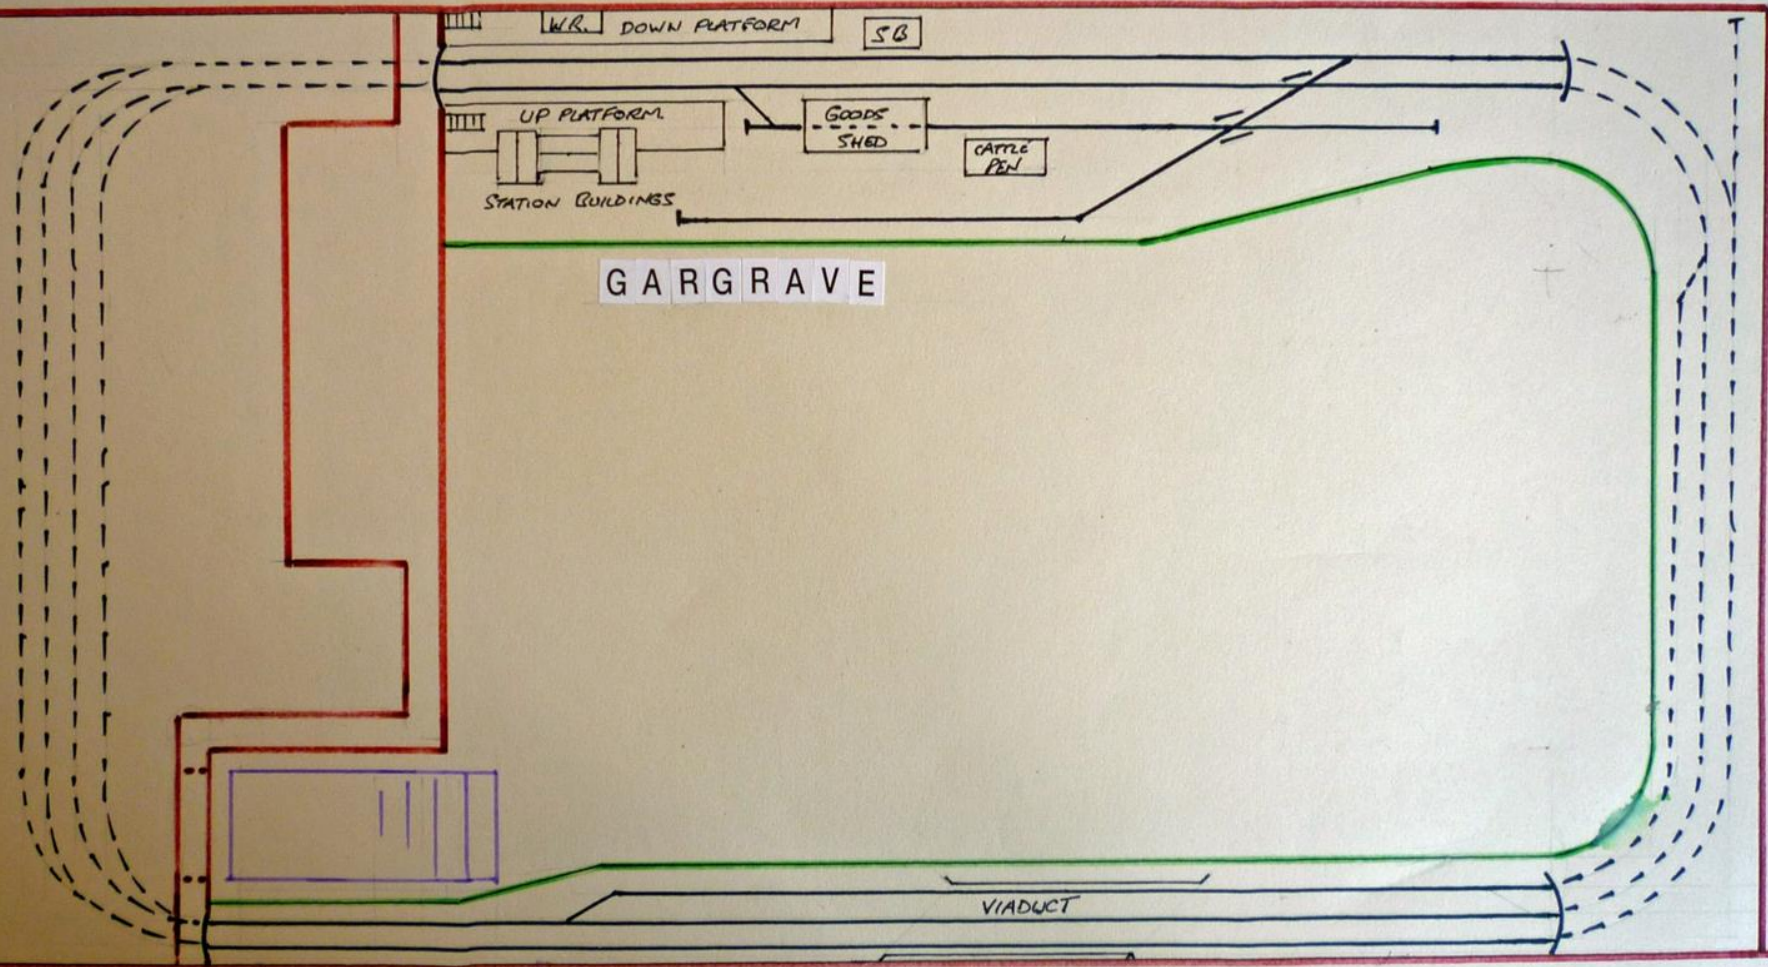 W.R. DOWN PLATFORM
SB
UP PLATFORM
GOODS
SHED
CATTLE
PEN
STATION BUILDINGS
GARGRAVE
VIADUCT